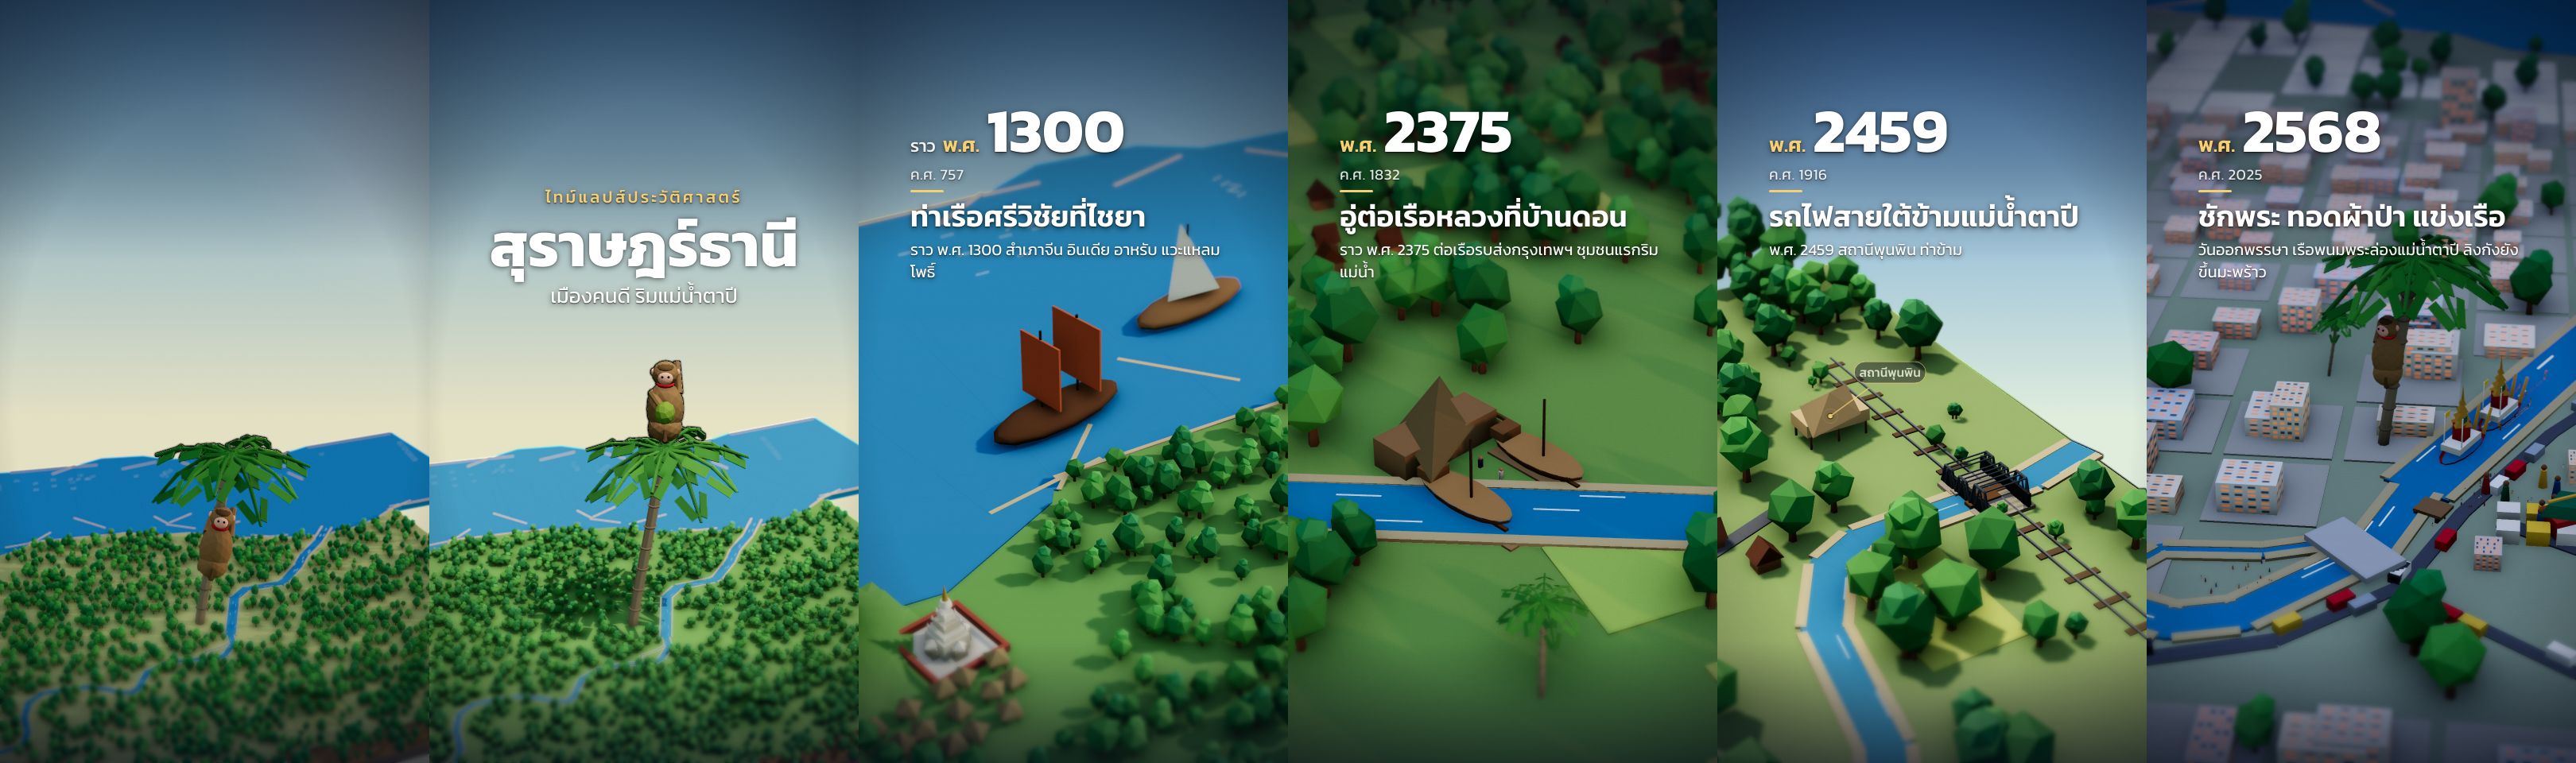 ไทม์แลปส์ประวัติศาสตร์
สุราษฎร์ธานี
เมืองคนดี ริมแม่น้ำตาปี
ราว พ.ศ. 1300
ค.ศ. 757
ท่าเรือศรีวิชัยที่ไชยา
ราว พ.ศ. 1300 สำเภาจีน อินเดีย อาหรับ แวะแหลม
โพธิ์
พ.ศ. 2375
ค.ศ. 1832
อู่ต่อเรือหลวงที่บ้านดอน
ราว พ.ศ. 2375 ต่อเรือรบส่งกรุงเทพฯ ชุมชนแรกริม
แม่น้ำ
พ.ศ. 2459
ค.ศ. 1916
รถไฟสายใต้ข้ามแม่น้ำตาปี
พ.ศ. 2459 สถานีพุนพิน ท่าข้าม
สถานีพุนพิน
พ.ศ. 2568
ค.ศ. 2025
ชักพระ ทอดผ้าป่า แข่งเรือ
วันออกพรรษา เรือพนมพระล่องแม่น้ำตาปี ลิงกังยัง
ขึ้นมะพร้าว